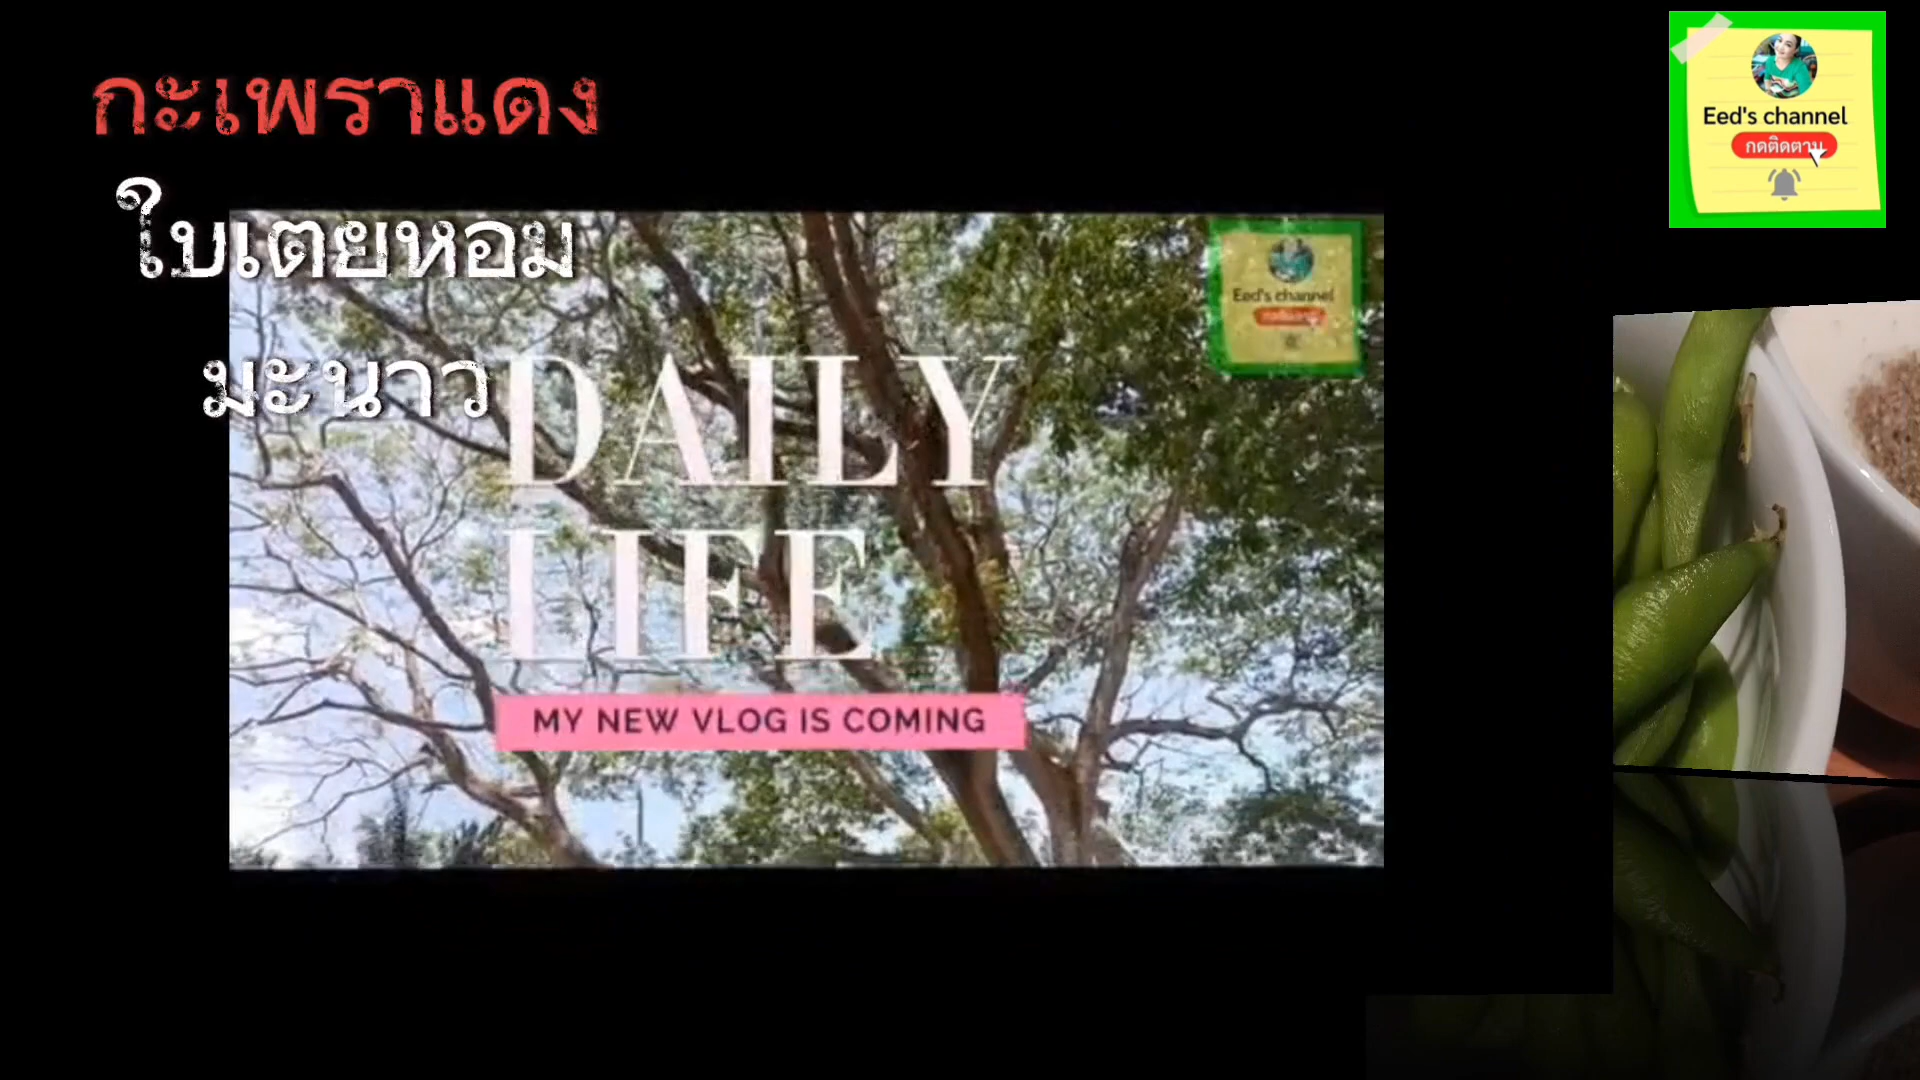 กะเพราแดง
ใบเตยหอม
มะนาว
DAILY
LIFE
MY NEW VLOG IS COMING
Eed's channel
Eed's channel
กดติดตาม